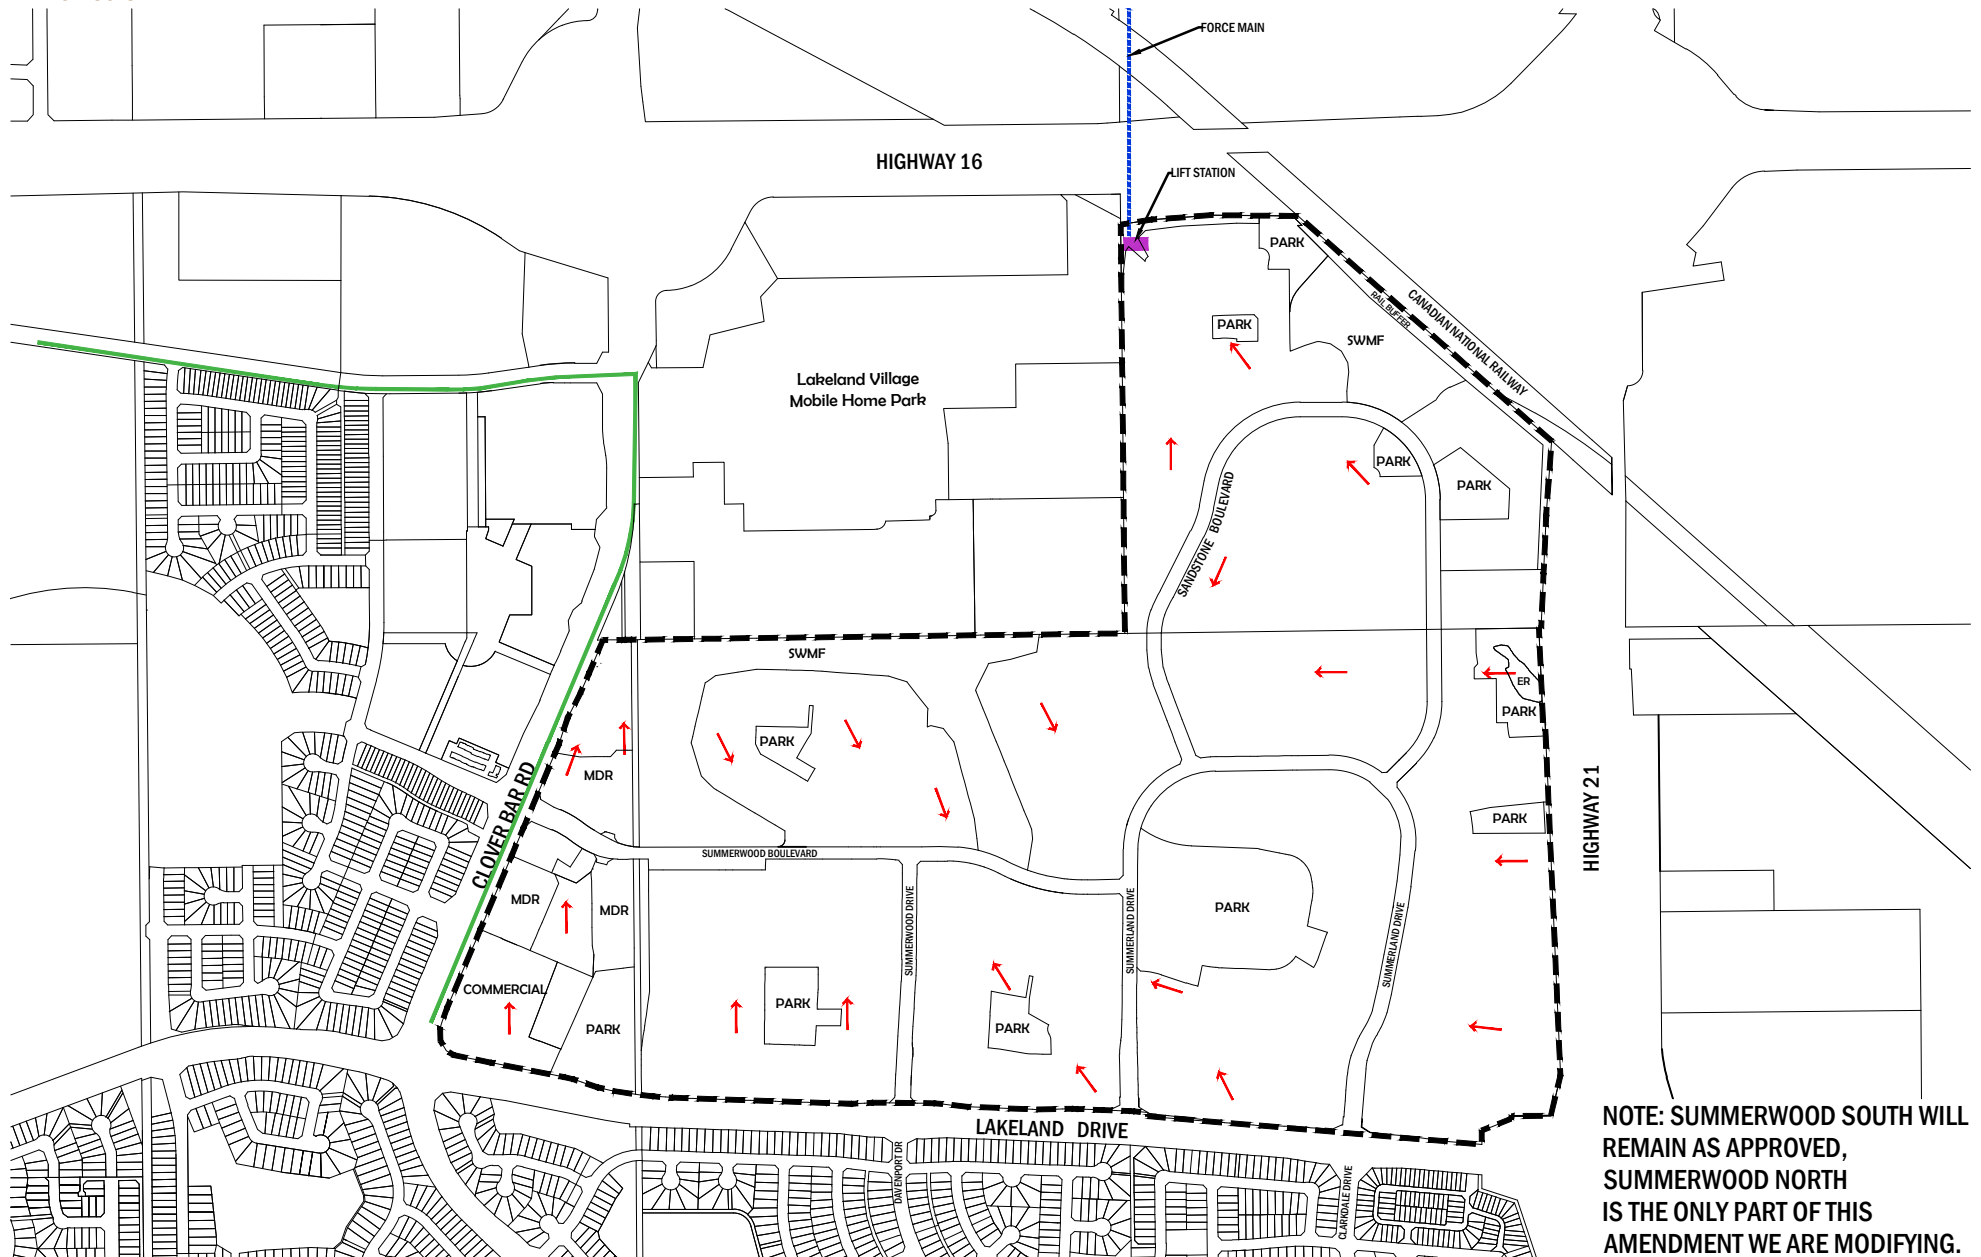 FORCE MAIN
HIGHWAY 16
LIFT STATION
PARK
RAIL BUFFER
CANADIAN NATIONAL RAILWAY
PARK
SWMF
Lakeland Village
Mobile Home Park
PARK
PARK
SANDSTONE BOULEVARD
SWMF
ER
PARK
PARK
MDR
CLOVER BAR RD
HIGHWAY 21
PARK
SUMMERWOOD BOULEVARD
MDR
MDR
SUMMERWOOD DRIVE
SUMMERLAND DRIVE
PARK
SUMMERLAND DRIVE
COMMERCIAL
PARK
PARK
PARK
LAKELAND DRIVE
DAVENPORT DR
CLARKDALE DRIVE
NOTE: SUMMERWOOD SOUTH WILL
REMAIN AS APPROVED,
SUMMERWOOD NORTH
IS THE ONLY PART OF THIS
AMENDMENT WE ARE MODIFYING.